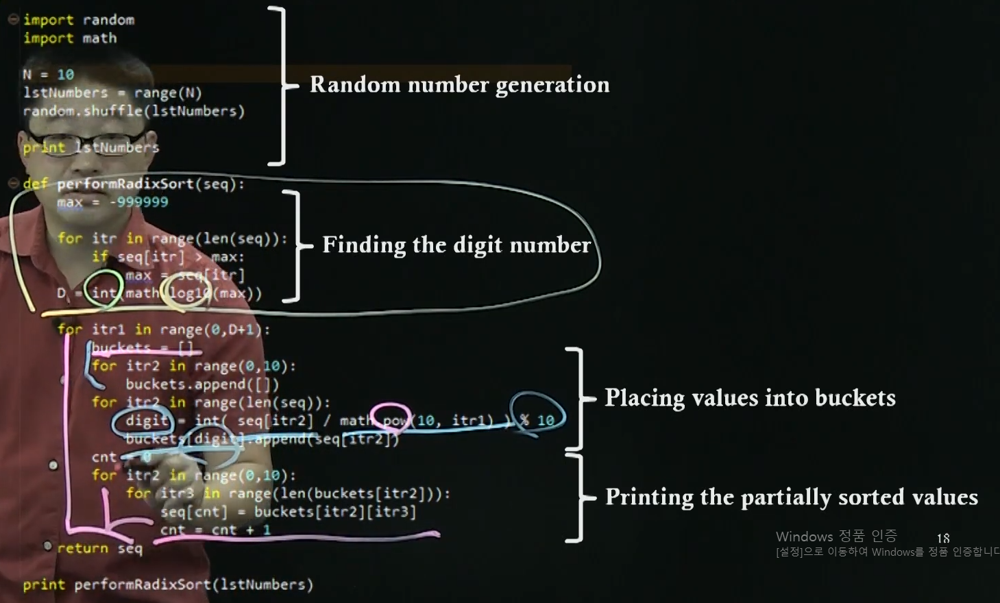 import random
import math
N = 10
lstNumbers = range(N)
random.shuffle(lstNumbers)
print lstNumbers
Random number generation
def performRadixSort(seq):
max = -999999
for itr in range(len(seq)):
if seq[itr] > max:
max = seq[itr]
D = int(math.log10(max))
Finding the digit number
for itr1 in range(0,D+1):
buckets = []
for itr2 in range(0,10):
buckets.append([])
for itr2 in range(len(seq)):
digit = int( seq[itr2] / math.pow(10, itr1) ) % 10
buckets[digit].append(seq[itr2])
Placing values into buckets
cnt = 0
for itr2 in range(0,10):
for itr3 in range(len(buckets[itr2])):
seq[cnt] = buckets[itr2][itr3]
cnt = cnt + 1
Printing the partially sorted values
return seq
print performRadixSort(lstNumbers)
Windows 정품 인증
[설정]으로 이동하여 Windows를 정품 인증합니다
18